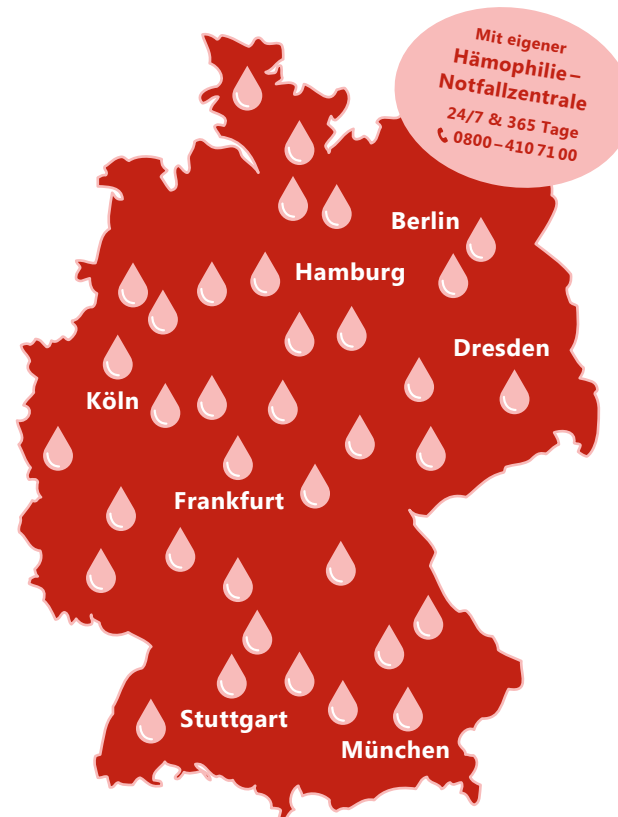 Mit eigener
Hämophilie–
Notfallzentrale
24/7 & 365 Tage
0800–410 71 00
Berlin
Hamburg
Dresden
Köln
Frankfurt
Stuttgart
München